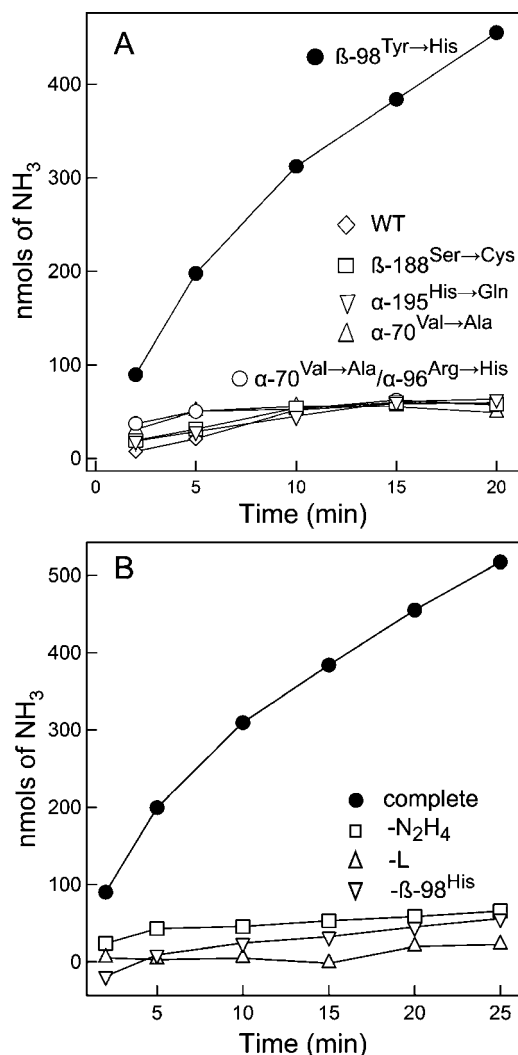 A
● ß-98Tyr→His
400
300
200
100
0
nmols of NH3
◇ WT
□ ß-188Ser→Cys
▽ α-195His→Gln
△ α-70Val→Ala
○ α-70Val→Ala/α-96Arg→His
0 5 10 15 20
Time (min)
B
500
400
300
200
100
0
nmols of NH3
● complete
□ -N2H4
△ -L
▽ -ß-98His
5 10 15 20 25
Time (min)